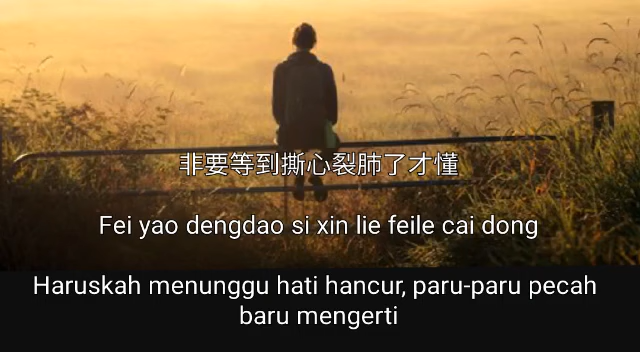 非要等到撕心裂肺了才懂
Fei yao dengdao si xin lie feile cai dong
Haruskah menunggu hati hancur, paru-paru pecah
baru mengerti